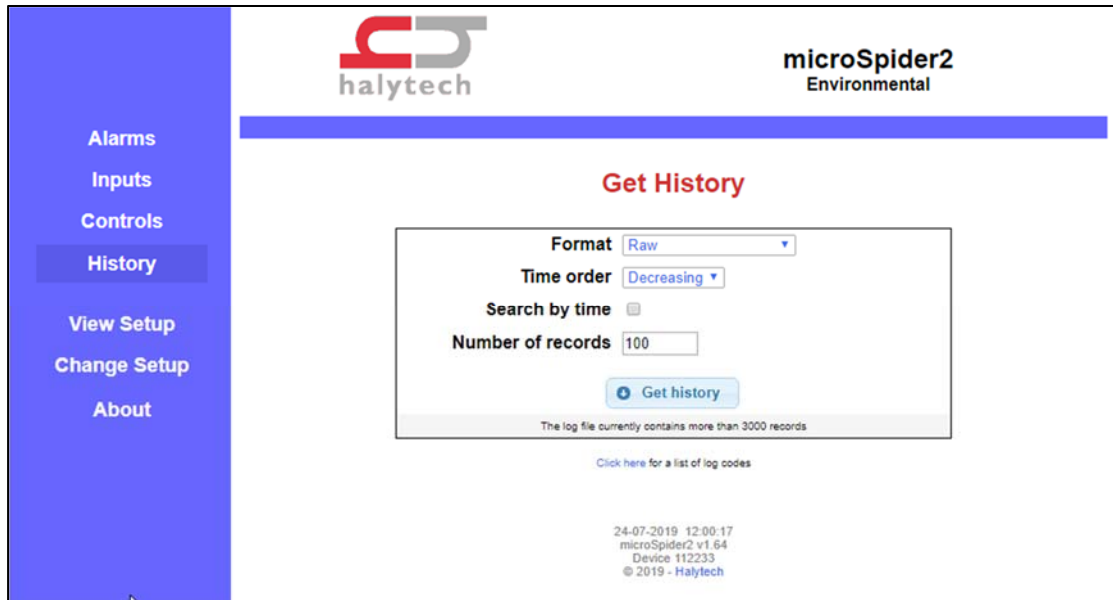 halytech
microSpider2
Environmental
Alarms
Inputs
Controls
History
View Setup
Change Setup
About
Get History
Format Raw
Time order Decreasing
Search by time
Number of records 100
Get history
The log file currently contains more than 3000 records
Click here for a list of log codes
24-07-2019 12:00:17
microSpider2 v1.64
Device 112233
© 2019 - Halytech